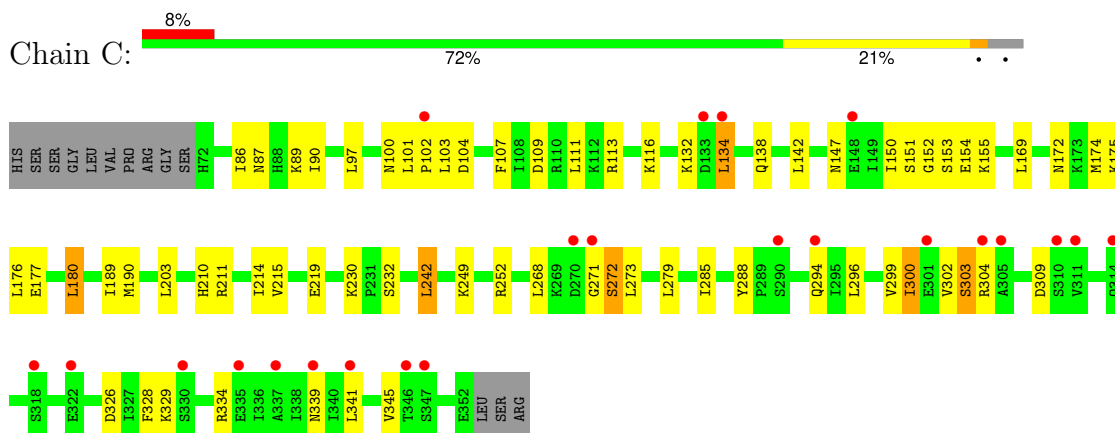 8%
Chain C:
72% 21% • •
HIS SER SER GLY LEU VAL PRO ARG GLY SER H72 I86 N87 H88 K89 I90 L97 N100 L101 P102 L103 D104 F107 I108 D109 R110 L111 K112 R113 K116 K132 D133 L134 Q138 L142 N147 E148 I149 I150 S151 G152 S153 E154 K155 L169 N172 K173 M174 K175
L176 E177 L180 I189 M190 L203 H210 R211 I214 V215 E219 K230 P231 S232 L242 K249 R252 L268 K269 D270 G271 S272 L273 L279 I285 Y288 P289 S290 Q294 I295 L296 V299 I300 E301 V302 S303 R304 A305 D309 S310 V311 Q314
S318 E322 D326 I327 F328 K329 S330 R334 E335 I336 A337 I338 N339 I340 L341 V345 T346 S347 E352 LEU SER ARG